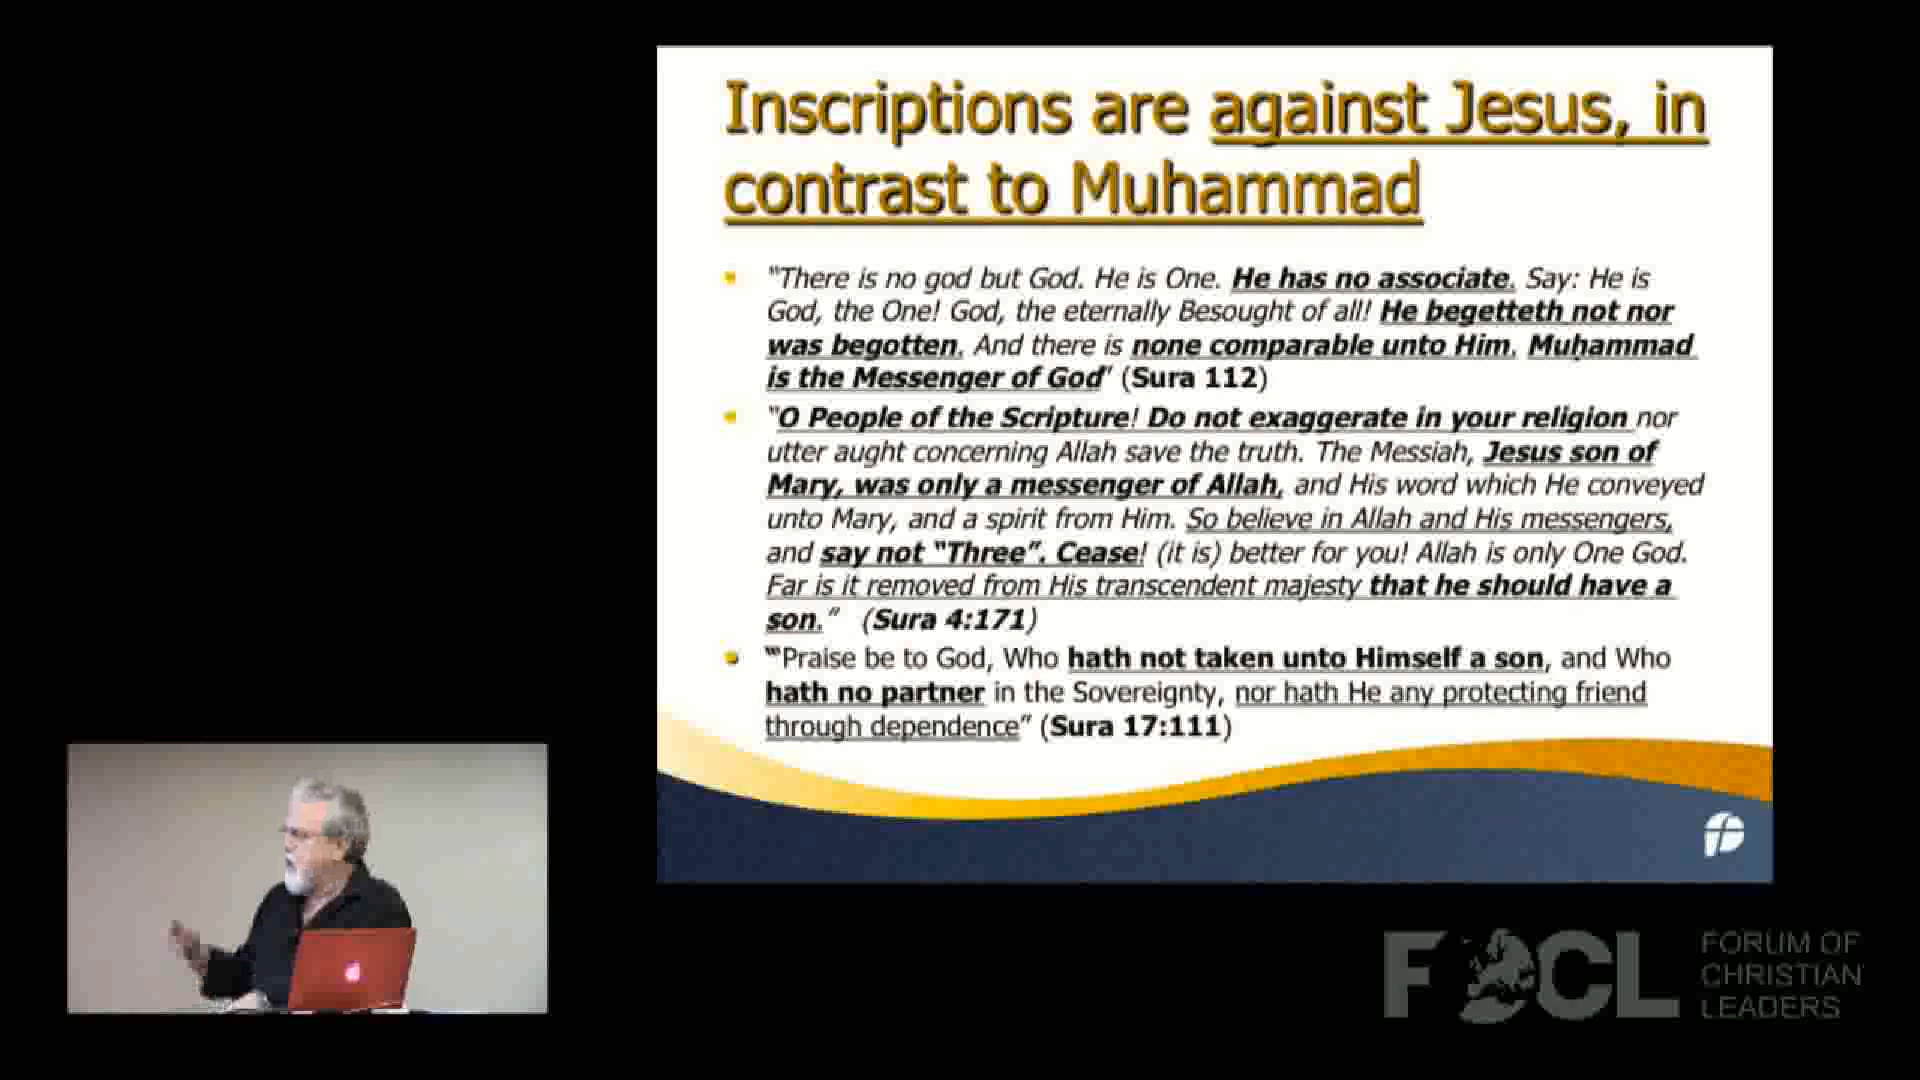 Inscriptions are against Jesus, in
contrast to Muhammad
“There is no god but God. He is One. He has no associate. Say: He is
God, the One! God, the eternally Besought of all! He begetteth not nor
was begotten. And there is none comparable unto Him. Muḥammad
is the Messenger of God” (Sura 112)
“O People of the Scripture! Do not exaggerate in your religion nor
utter aught concerning Allah save the truth. The Messiah, Jesus son of
Mary, was only a messenger of Allah, and His word which He conveyed
unto Mary, and a spirit from Him. So believe in Allah and His messengers,
and say not “Three”. Cease! (it is) better for you! Allah is only One God.
Far is it removed from His transcendent majesty that he should have a
son.” (Sura 4:171)
“Praise be to God, Who hath not taken unto Himself a son, and Who
hath no partner in the Sovereignty, nor hath He any protecting friend
through dependence” (Sura 17:111)
FOCL
FORUM OF
CHRISTIAN
LEADERS